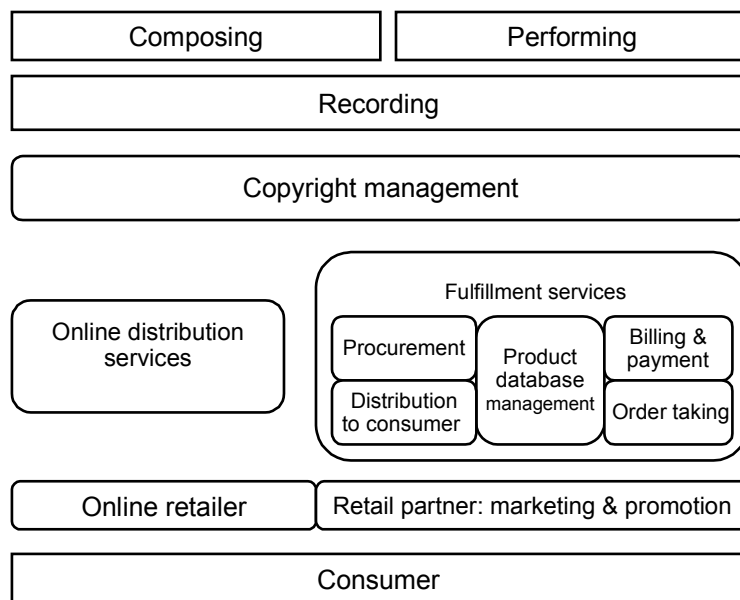 Composing
Performing
Recording
Copyright management
Online distribution
services
Fulfillment services
Procurement
Distribution
to consumer
Product
database
management
Billing &
payment
Order taking
Online retailer
Retail partner: marketing & promotion
Consumer